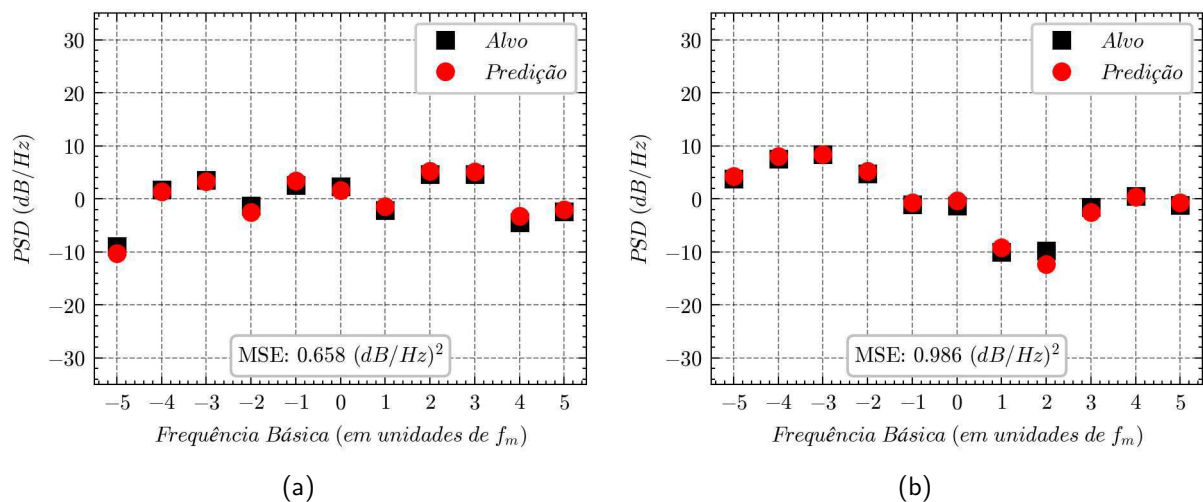 30
20
10
0
−10
−20
−30
PSD (dB/Hz)
Alvo
Predição
MSE: 0.658 (dB/Hz)²
−5 −4 −3 −2 −1 0 1 2 3 4 5
Frequência Básica (em unidades de fₘ)
(a)
30
20
10
0
−10
−20
−30
PSD (dB/Hz)
Alvo
Predição
MSE: 0.986 (dB/Hz)²
−5 −4 −3 −2 −1 0 1 2 3 4 5
Frequência Básica (em unidades de fₘ)
(b)